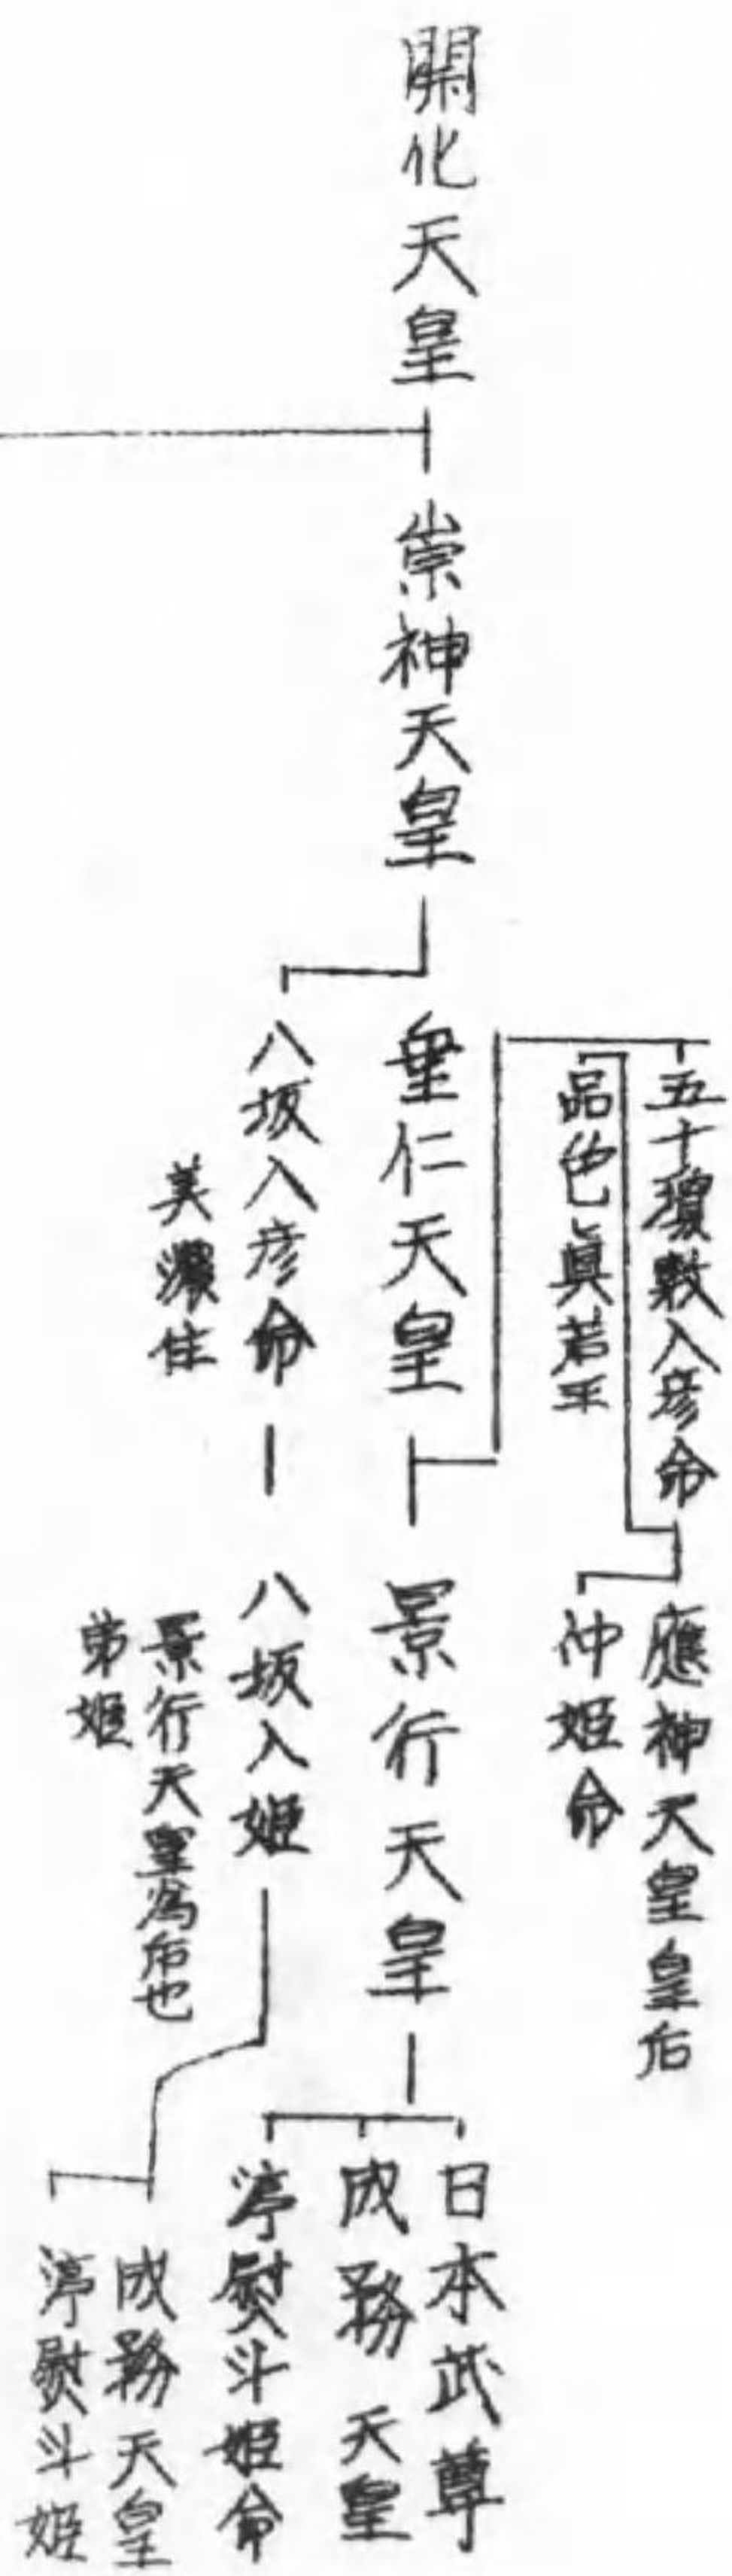 開化天皇
崇神天皇
五十瓊敷入彦命
品色真若王
垂仁天皇
八坂入彦命
美濃住
應神天皇皇后
仲姫命
景行天皇
八坂入姫
景行天皇為后也
弟姫
日本武尊
成務天皇
渟熨斗姫命
成務天皇
渟熨斗姫